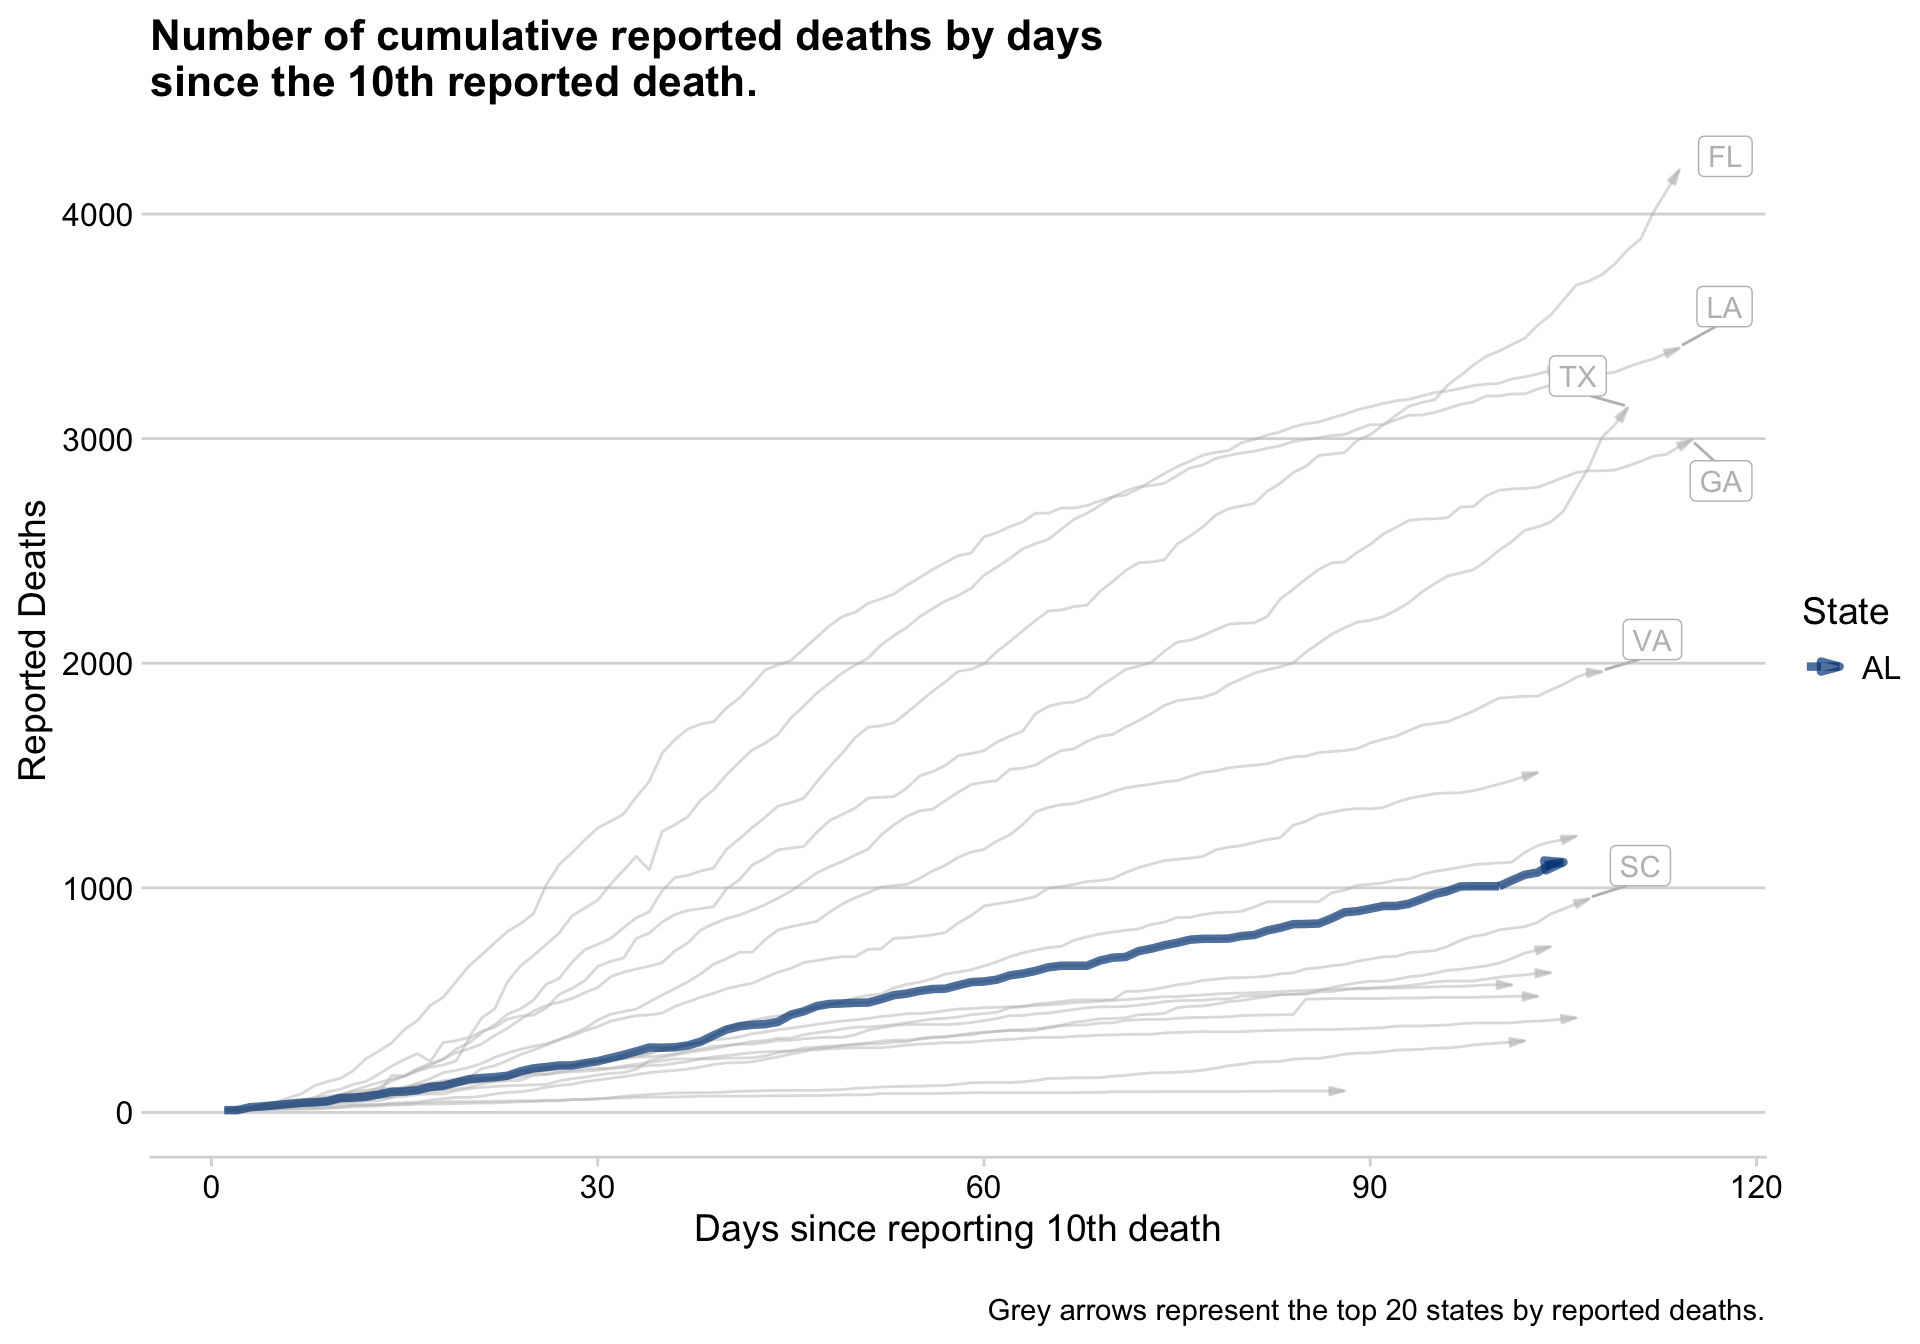 Number of cumulative reported deaths by days
since the 10th reported death.
FL
4000
LA
TX
3000
GA
Reported Deaths
State
VA
2000
AL
SC
1000
0
0 30 60 90 120
Days since reporting 10th death
Grey arrows represent the top 20 states by reported deaths.